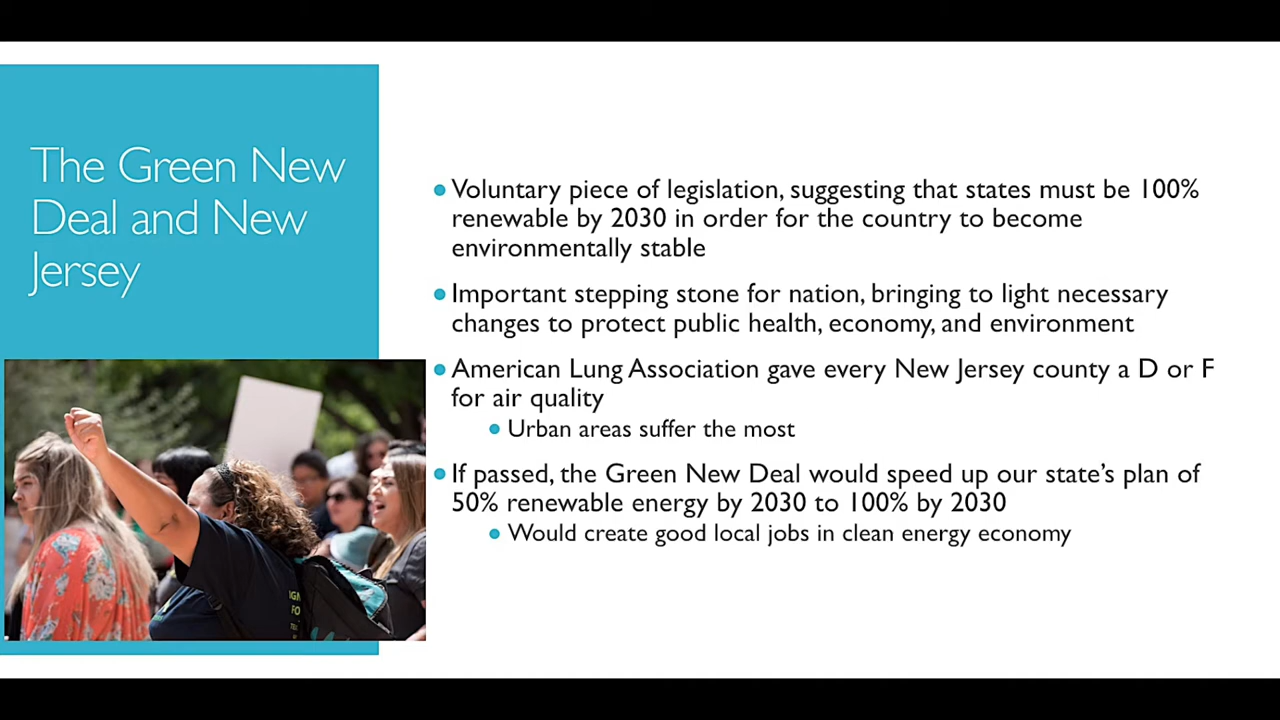 The Green New
Deal and New
Jersey
Voluntary piece of legislation, suggesting that states must be 100%
renewable by 2030 in order for the country to become
environmentally stable
Important stepping stone for nation, bringing to light necessary
changes to protect public health, economy, and environment
American Lung Association gave every New Jersey county a D or F
for air quality
Urban areas suffer the most
If passed, the Green New Deal would speed up our state's plan of
50% renewable energy by 2030 to 100% by 2030
Would create good local jobs in clean energy economy